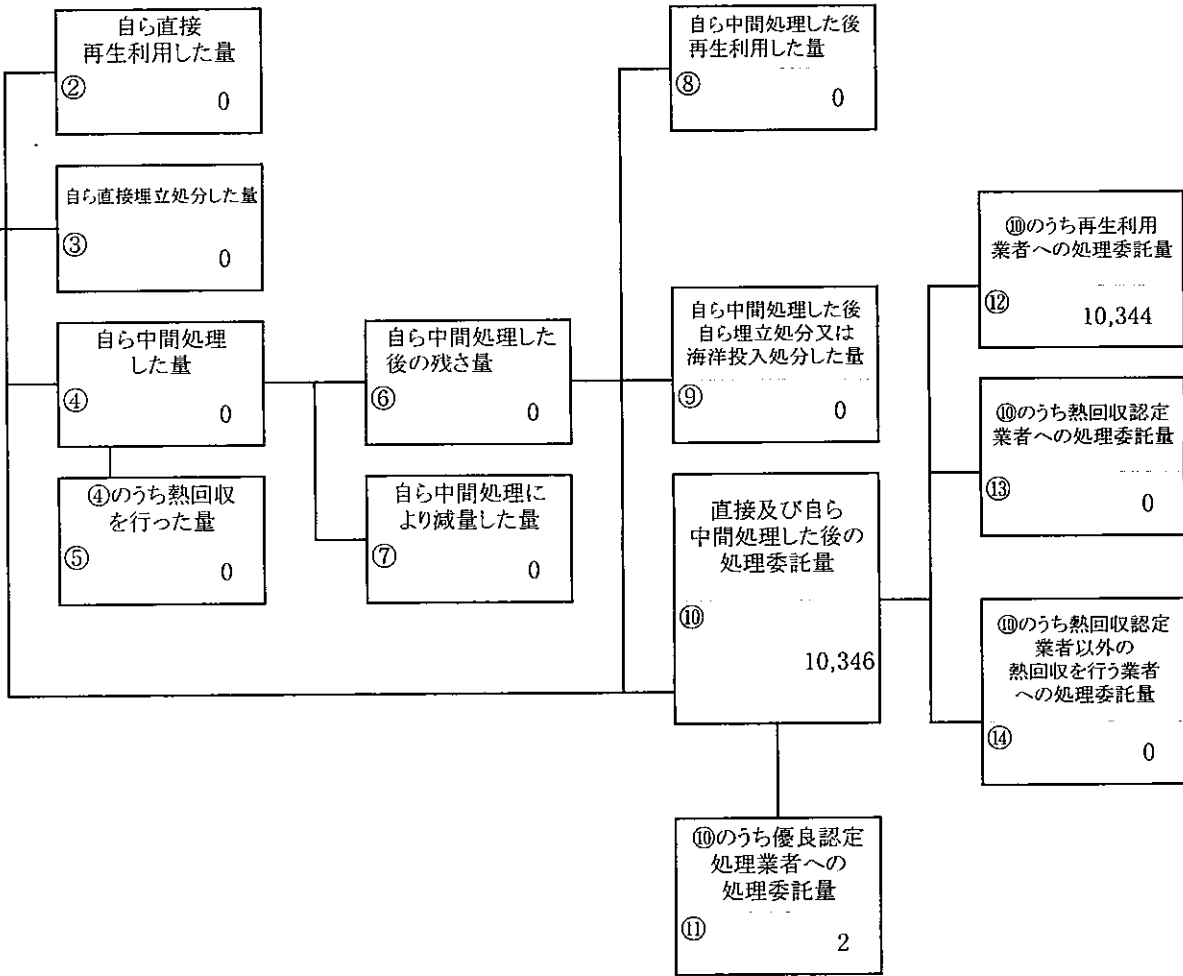 自ら直接
再生利用した量
②
0
自ら直接埋立処分した量
③
0
自ら中間処理
した量
④
0
④のうち熱回収
を行った量
⑤
0
自ら中間処理した
後の残さ量
⑥
0
自ら中間処理に
より減量した量
⑦
0
自ら中間処理した後
再生利用した量
⑧
0
自ら中間処理した後
自ら埋立処分又は
海洋投入処分した量
⑨
0
直接及び自ら
中間処理した後の
処理委託量
⑩
10,346
⑩のうち優良認定
処理業者への
処理委託量
⑪
2
⑩のうち再生利用
業者への処理委託量
⑫
10,344
⑩のうち熱回収認定
業者への処理委託量
⑬
0
⑩のうち熱回収認定
業者以外の
熱回収を行う業者
への処理委託量
⑭
0